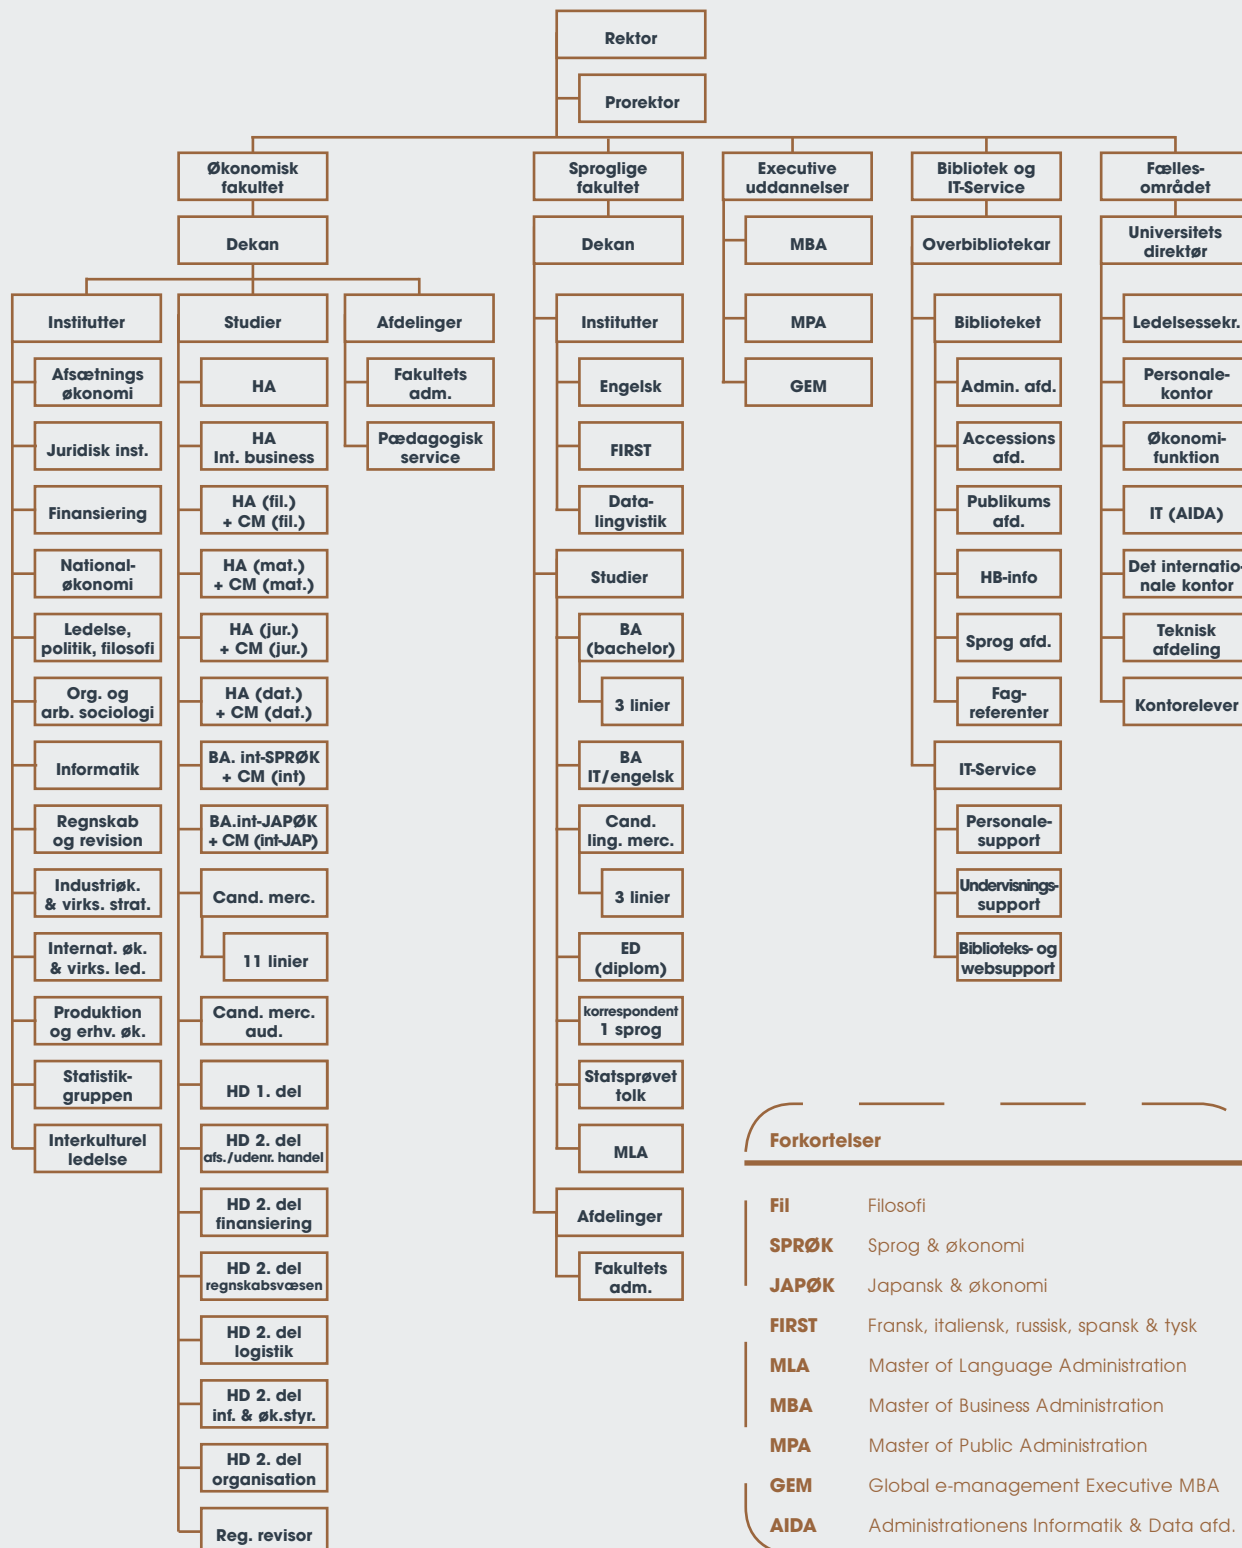 Rektor
Prorektor
Økonomisk
fakultet
Dekan
Institutter
Afsætnings
økonomi
Juridisk inst.
Finansiering
National-
økonomi
Ledelse,
politik, filosofi
Org. og
arb. sociologi
Informatik
Regnskab
og revision
Industriøk.
& virks. strat.
Internat. øk.
& virks. led.
Produktion
og erhv. øk.
Statistik-
gruppen
Interkulturel
ledelse
Studier
HA
HA
Int. business
HA (fil.)
+ CM (fil.)
HA (mat.)
+ CM (mat.)
HA (jur.)
+ CM (jur.)
HA (dat.)
+ CM (dat.)
BA. int-SPRØK
+ CM (int)
BA.int-JAPØK
+ CM (int-JAP)
Cand. merc.
11 linier
Cand. merc.
aud.
HD 1. del
HD 2. del
afs./udenr. handel
HD 2. del
finansiering
HD 2. del
regnskabsvæsen
HD 2. del
logistik
HD 2. del
inf. & øk.styr.
HD 2. del
organisation
Reg. revisor
Afdelinger
Fakultets
adm.
Pædagogisk
service
Sproglige
fakultet
Dekan
Institutter
Engelsk
FIRST
Data-
lingvistik
Studier
BA
(bachelor)
3 linier
BA
IT/engelsk
Cand.
ling. merc.
3 linier
ED
(diplom)
korrespondent
1 sprog
Statsprøvet
tolk
MLA
Afdelinger
Fakultets
adm.
Executive
uddannelser
MBA
MPA
GEM
Bibliotek og
IT-Service
Overbibliotekar
Biblioteket
Admin. afd.
Accessions
afd.
Publikums
afd.
HB-info
Sprog afd.
Fag-
referenter
IT-Service
Personale-
support
Undervisnings-
support
Biblioteks- og
websupport
Fælles-
området
Universitets
direktør
Ledelsessekr.
Personale-
kontor
Økonomi-
funktion
IT (AIDA)
Det internatio-
nale kontor
Teknisk
afdeling
Kontorelever
Forkortelser
Fil Filosofi
SPRØK Sprog & økonomi
JAPØK Japansk & økonomi
FIRST Fransk, italiensk, russisk, spansk & tysk
MLA Master of Language Administration
MBA Master of Business Administration
MPA Master of Public Administration
GEM Global e-management Executive MBA
AIDA Administrationens Informatik & Data afd.